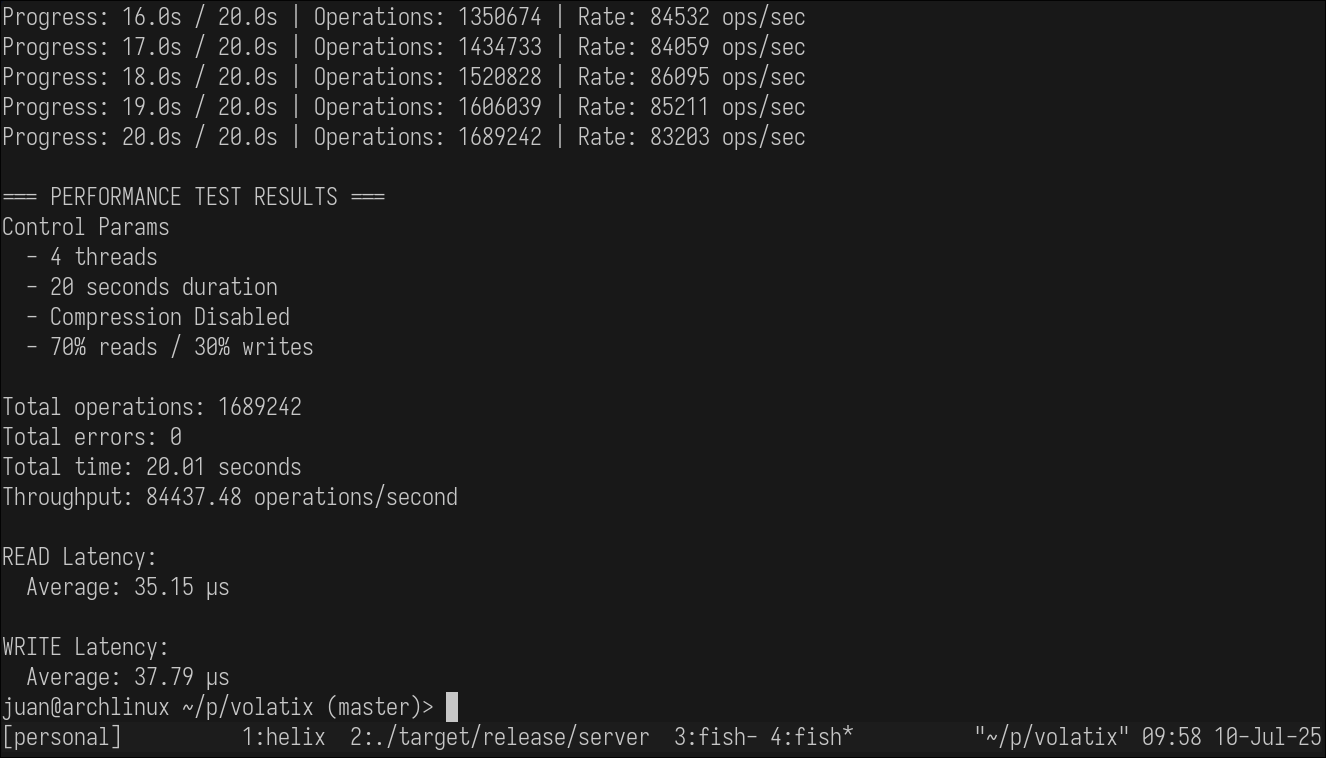 Progress: 16.0s / 20.0s | Operations: 1350674 | Rate: 84532 ops/sec
Progress: 17.0s / 20.0s | Operations: 1434733 | Rate: 84059 ops/sec
Progress: 18.0s / 20.0s | Operations: 1520828 | Rate: 86095 ops/sec
Progress: 19.0s / 20.0s | Operations: 1606039 | Rate: 85211 ops/sec
Progress: 20.0s / 20.0s | Operations: 1689242 | Rate: 83203 ops/sec
=== PERFORMANCE TEST RESULTS ===
Control Params
  - 4 threads
  - 20 seconds duration
  - Compression Disabled
  - 70% reads / 30% writes
Total operations: 1689242
Total errors: 0
Total time: 20.01 seconds
Throughput: 84437.48 operations/second
READ Latency:
  Average: 35.15 µs
WRITE Latency:
  Average: 37.79 µs
juan@archlinux ~/p/volatix (master)>
[personal] 1:helix 2:./target/release/server 3:fish- 4:fish* "~/p/volatix" 09:58 10-Jul-25